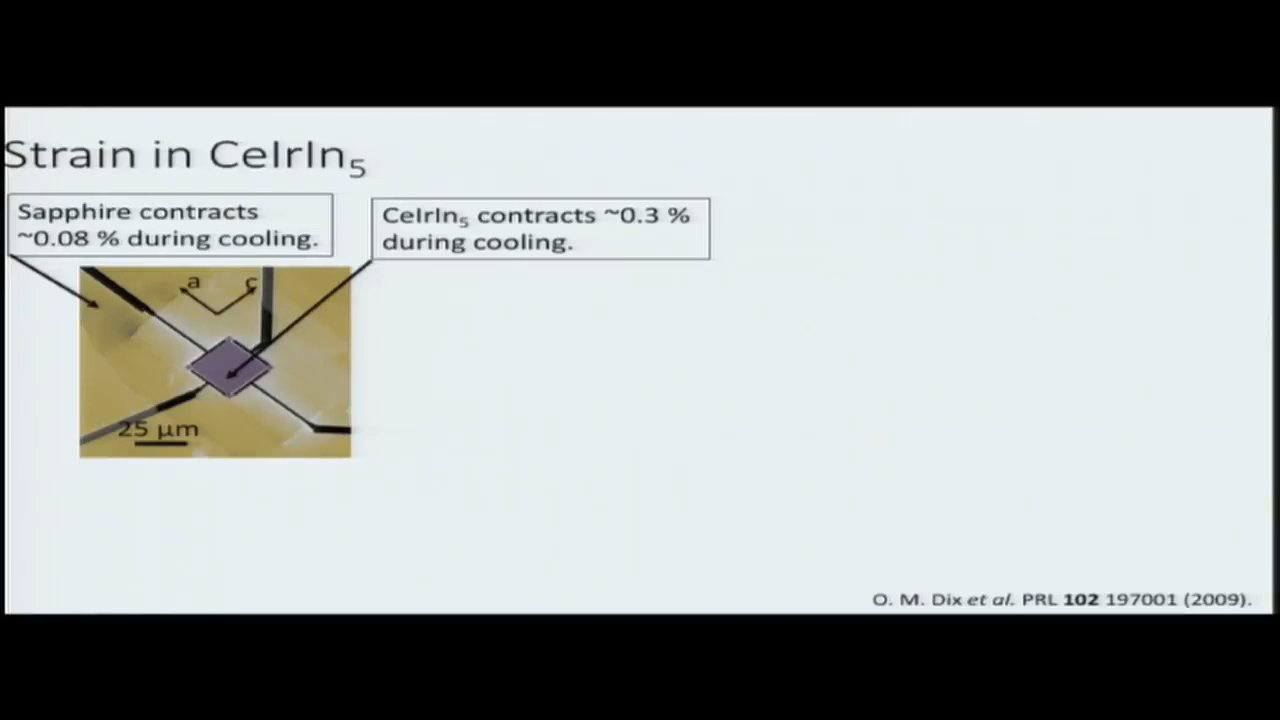 Strain in CeIrIn₅
Sapphire contracts
~0.08 % during cooling.
CeIrIn₅ contracts ~0.3 %
during cooling.
a
c
25 μm
O. M. Dix et al. PRL 102 197001 (2009).